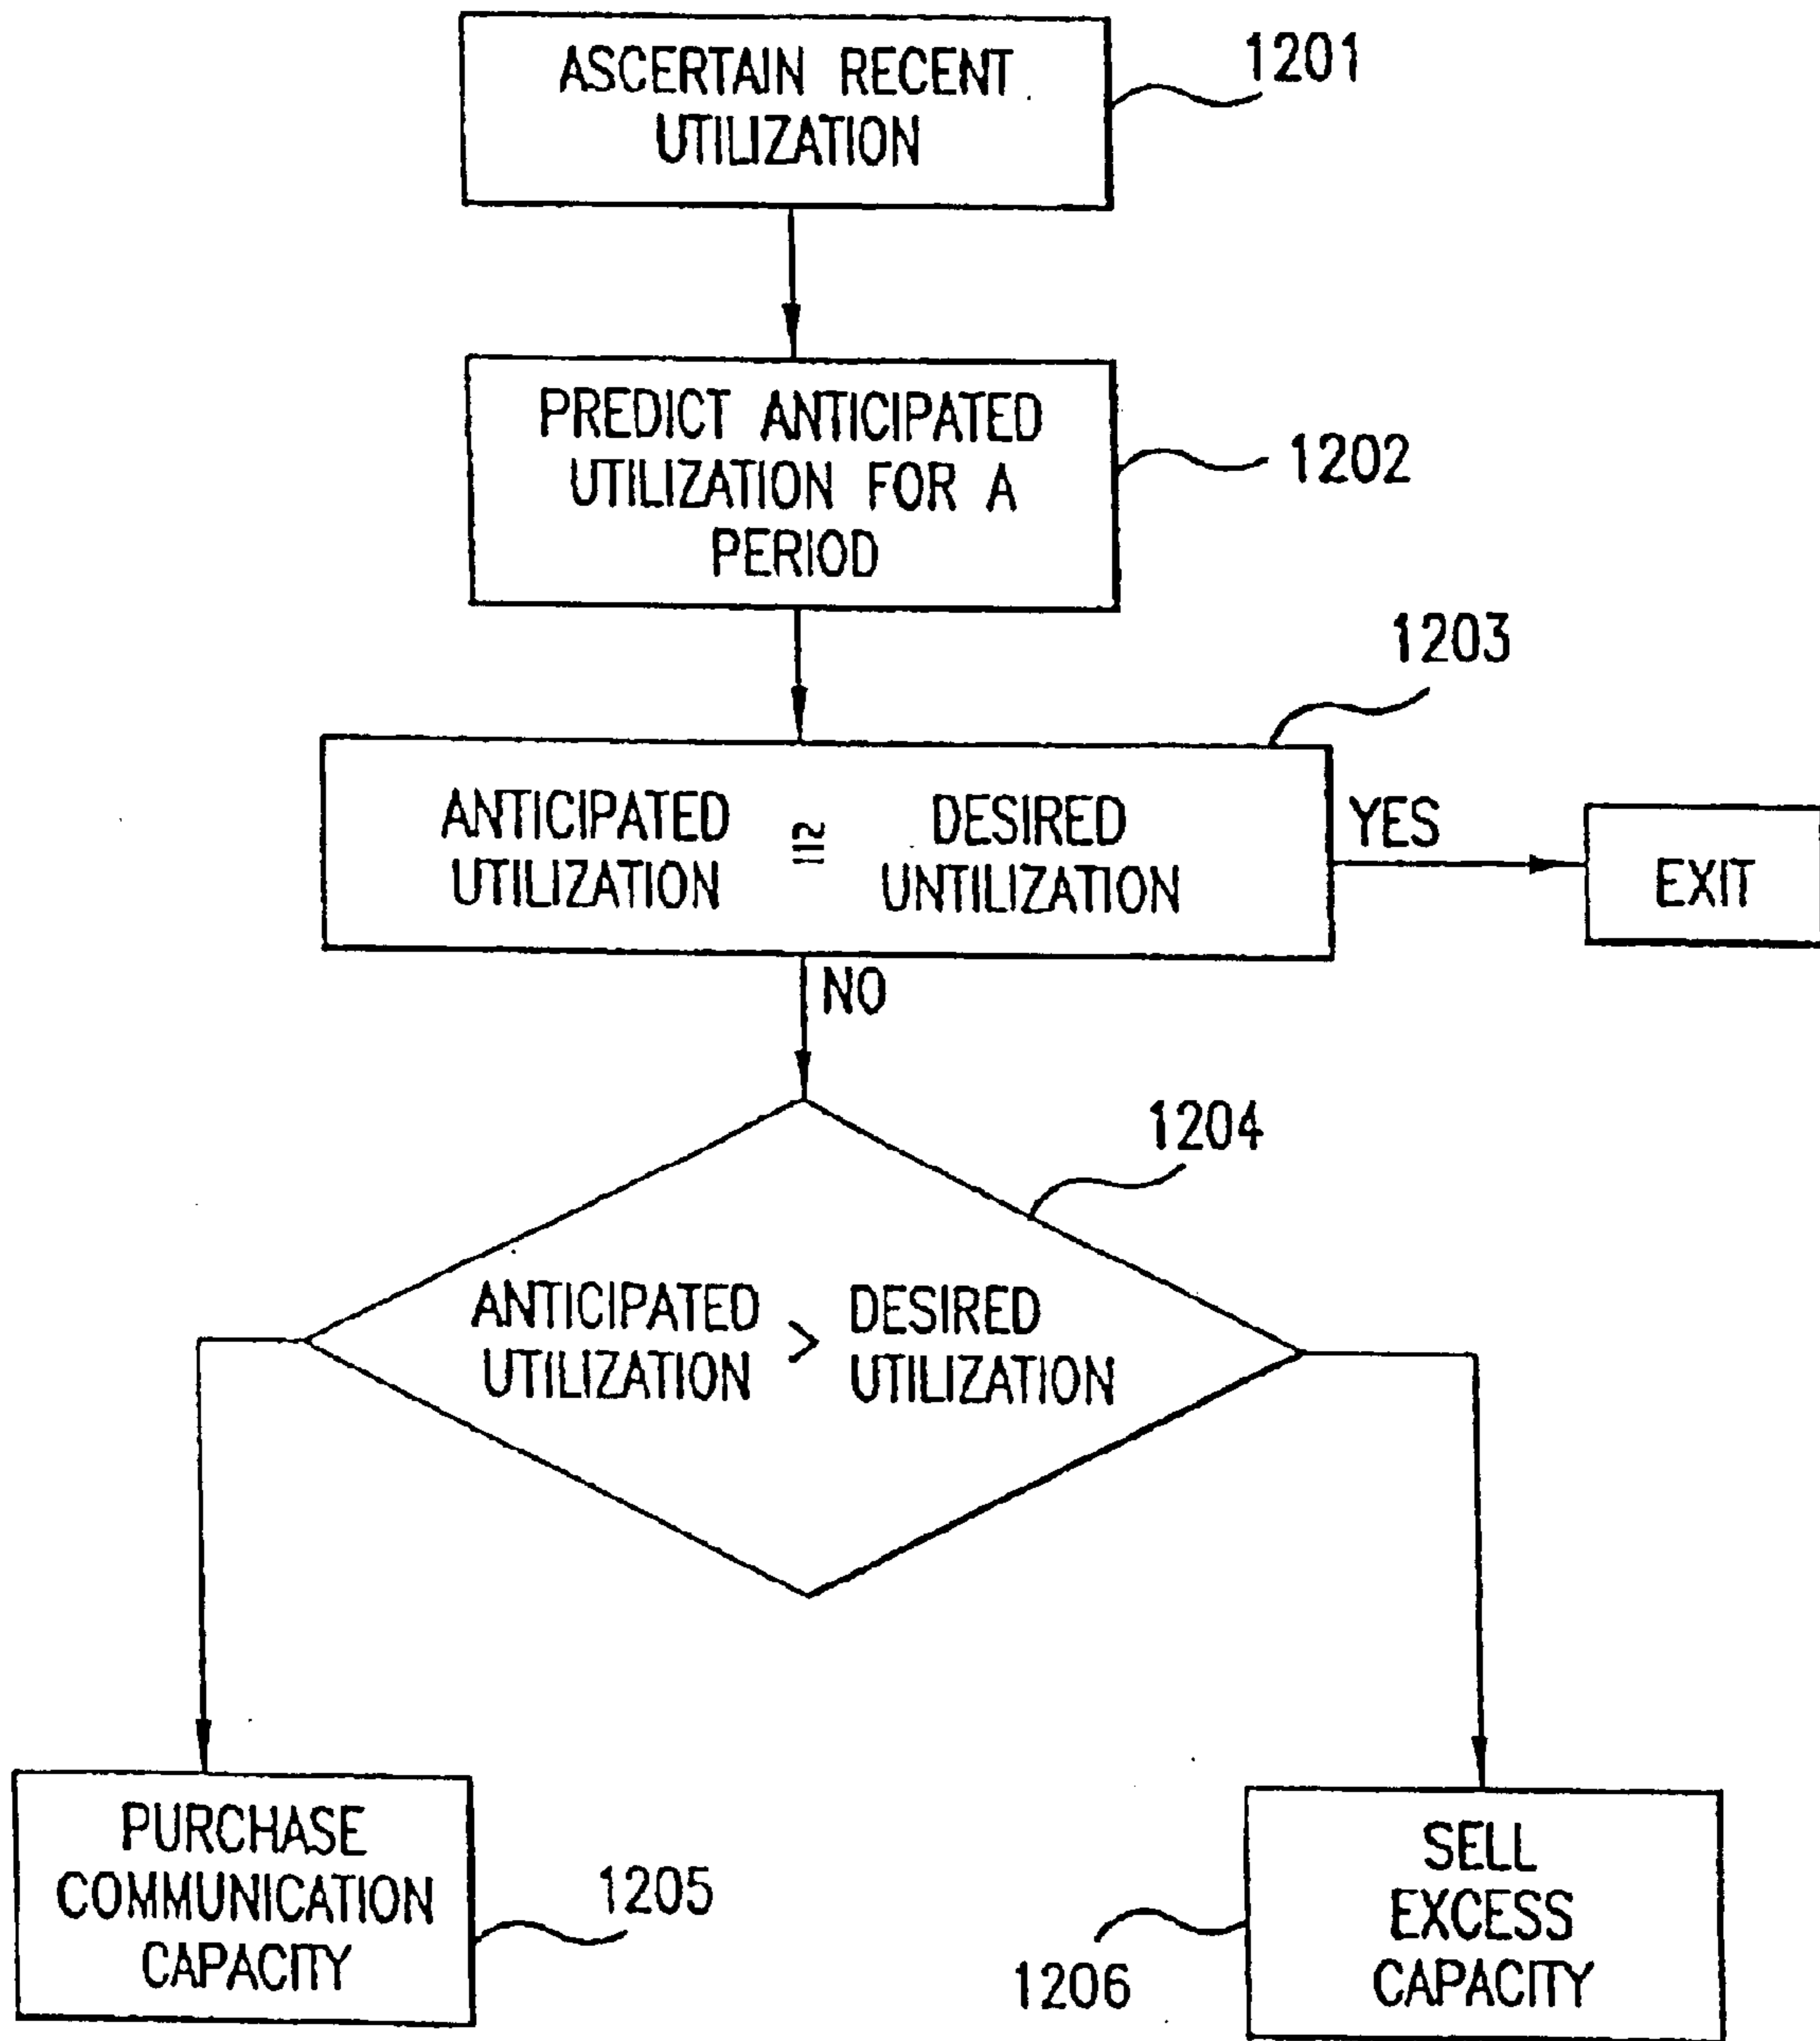 ASCERTAIN RECENT
UTILIZATION
1201
PREDICT ANTICIPATED
UTILIZATION FOR A
PERIOD
1202
1203
ANTICIPATED ≅ DESIRED
UTILIZATION UNTILIZATION
YES
EXIT
NO
1204
ANTICIPATED > DESIRED
UTILIZATION UTILIZATION
PURCHASE
COMMUNICATION
CAPACITY
1205
SELL
EXCESS
CAPACITY
1206